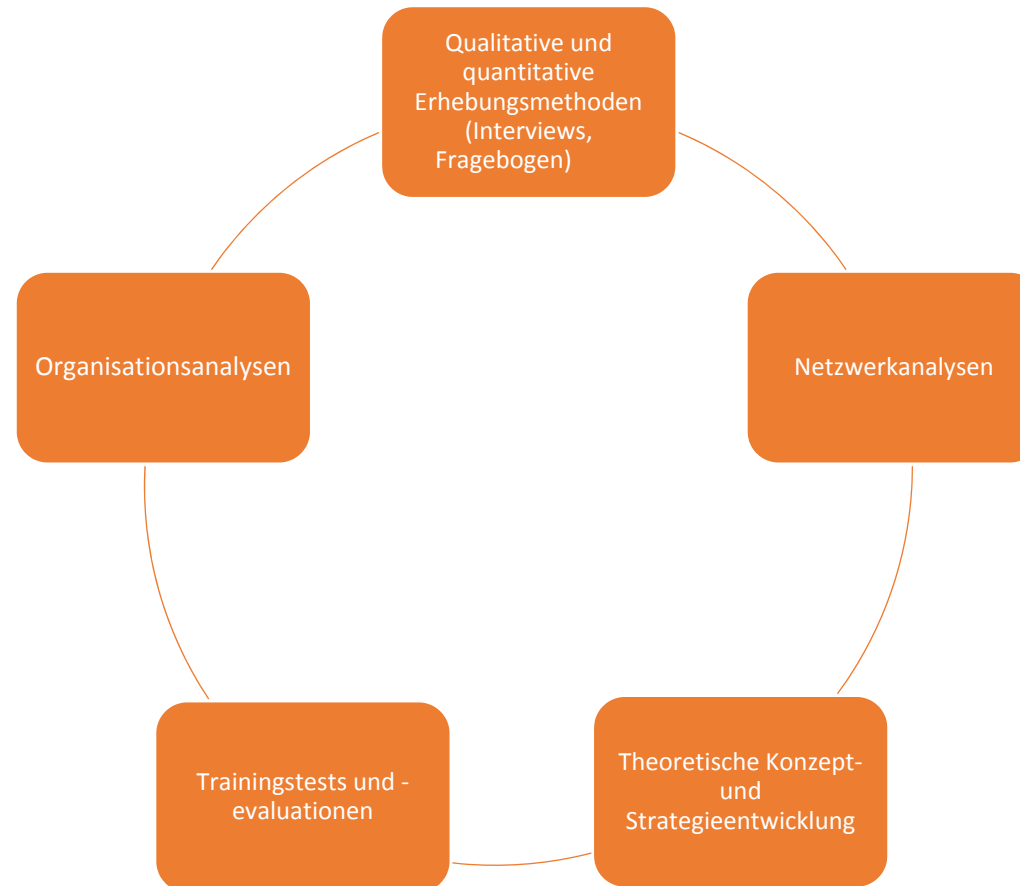 Qualitative und
quantitative
Erhebungsmethoden
(Interviews,
Fragebogen)
Organisationsanalysen
Netzwerkanalysen
Trainingstests und -
evaluationen
Theoretische Konzept-
und
Strategieentwicklung